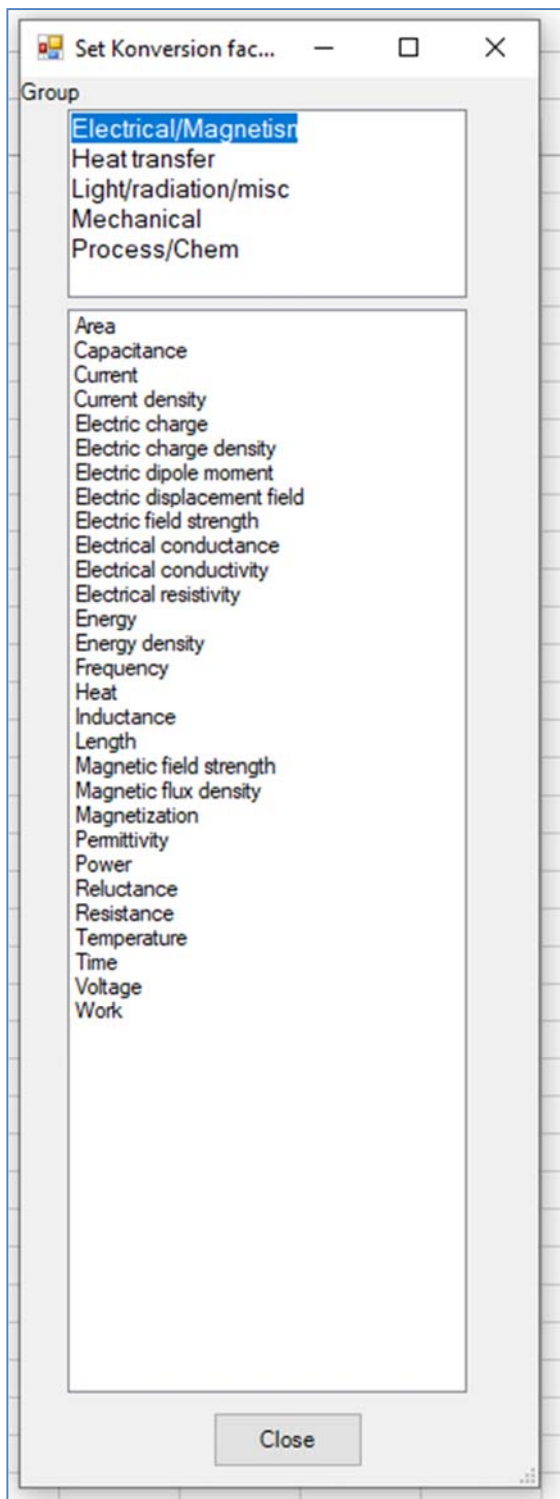 Set Konversion fac...
Group
Electrical/Magnetism
Heat transfer
Light/radiation/misc
Mechanical
Process/Chem
Area
Capacitance
Current
Current density
Electric charge
Electric charge density
Electric dipole moment
Electric displacement field
Electric field strength
Electrical conductance
Electrical conductivity
Electrical resistivity
Energy
Energy density
Frequency
Heat
Inductance
Length
Magnetic field strength
Magnetic flux density
Magnetization
Permittivity
Power
Reluctance
Resistance
Temperature
Time
Voltage
Work
Close